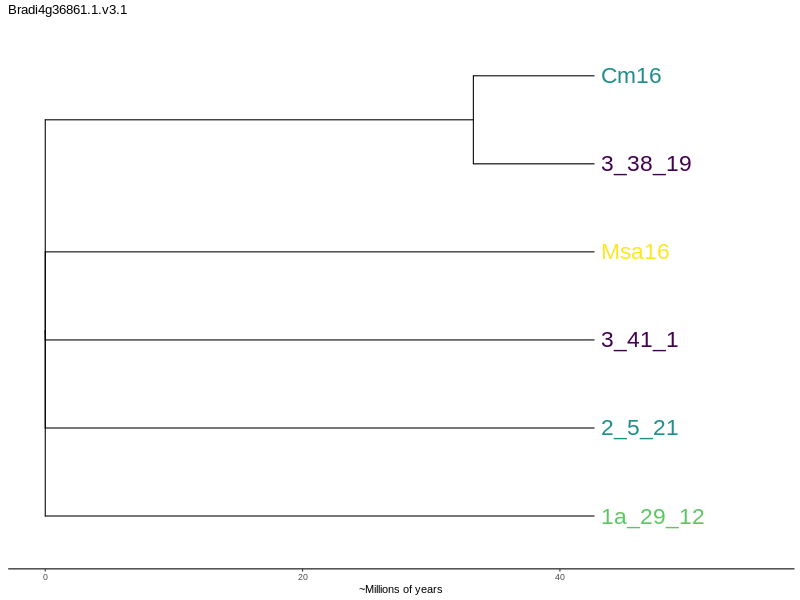 Bradi4g36861.1.v3.1
Cm16
3_38_19
Msa16
3_41_1
2_5_21
1a_29_12
0 20 40
~Millions of years